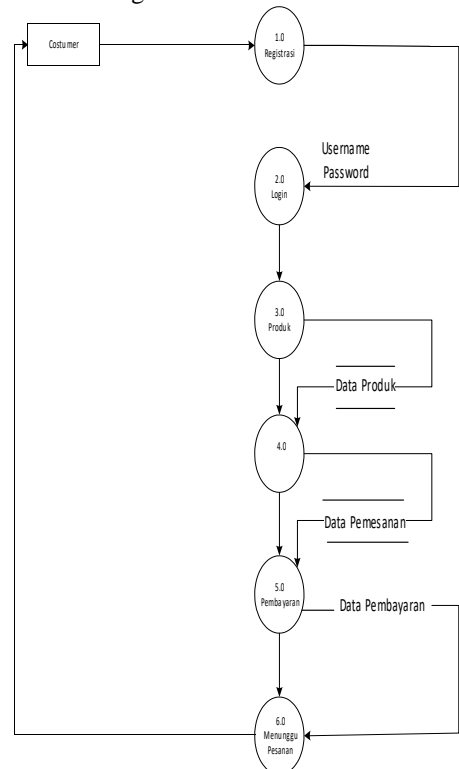 Costumer
1.0
Registrasi
Username
Password
2.0
Login
3.0
Produk
Data Produk
4.0
Data Pemesanan
5.0
Pembayaran
Data Pembayaran
6.0
Menunggu
Pesanan